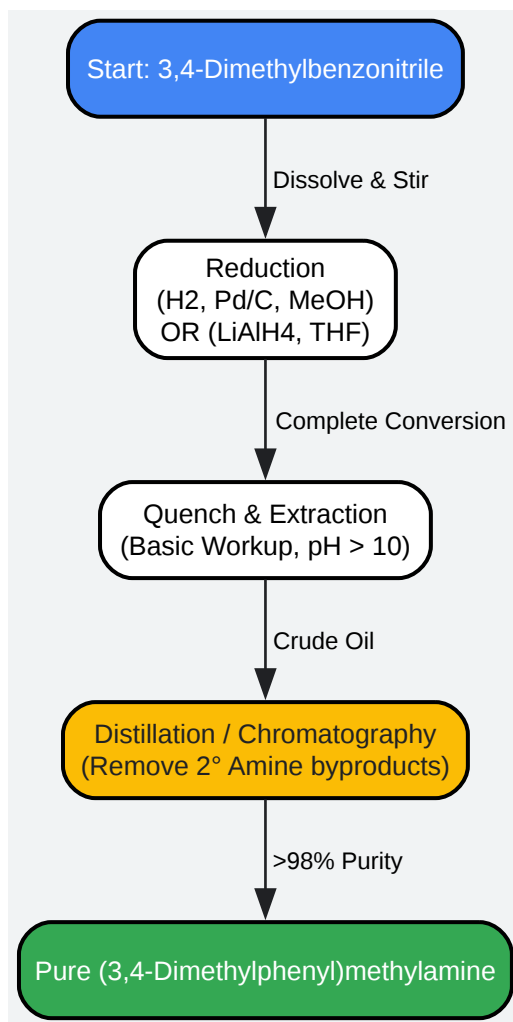 Start: 3,4-Dimethylbenzonitrile
Dissolve & Stir
Reduction
(H2, Pd/C, MeOH)
OR (LiAlH4, THF)
Complete Conversion
Quench & Extraction
(Basic Workup, pH > 10)
Crude Oil
Distillation / Chromatography
(Remove 2° Amine byproducts)
>98% Purity
Pure (3,4-Dimethylphenyl)methylamine